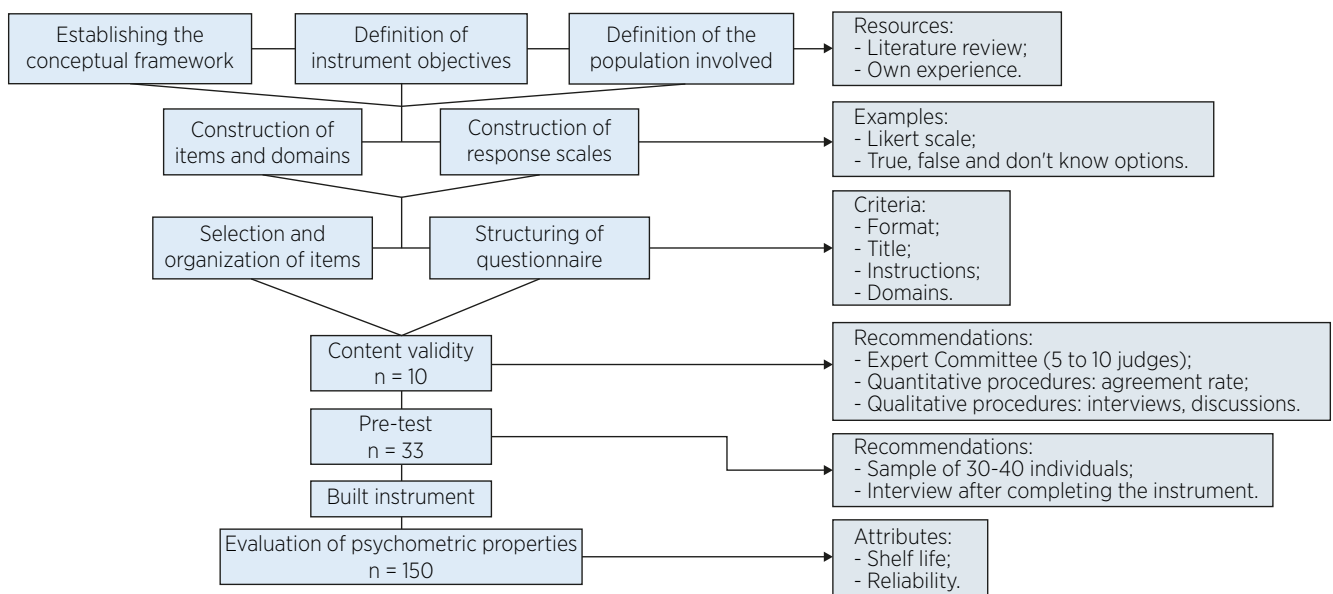 Establishing the
conceptual framework
Definition of
instrument objectives
Definition of the
population involved
Resources:
- Literature review;
- Own experience.
Construction of
items and domains
Construction of
response scales
Examples:
- Likert scale;
- True, false and don't know options.
Selection and
organization of items
Structuring of
questionnaire
Criteria:
- Format;
- Title;
- Instructions;
- Domains.
Content validity
n = 10
Recommendations:
- Expert Committee (5 to 10 judges);
- Quantitative procedures: agreement rate;
- Qualitative procedures: interviews, discussions.
Pre-test
n = 33
Recommendations:
- Sample of 30-40 individuals;
- Interview after completing the instrument.
Built instrument
Evaluation of psychometric properties
n = 150
Attributes:
- Shelf life;
- Reliability.